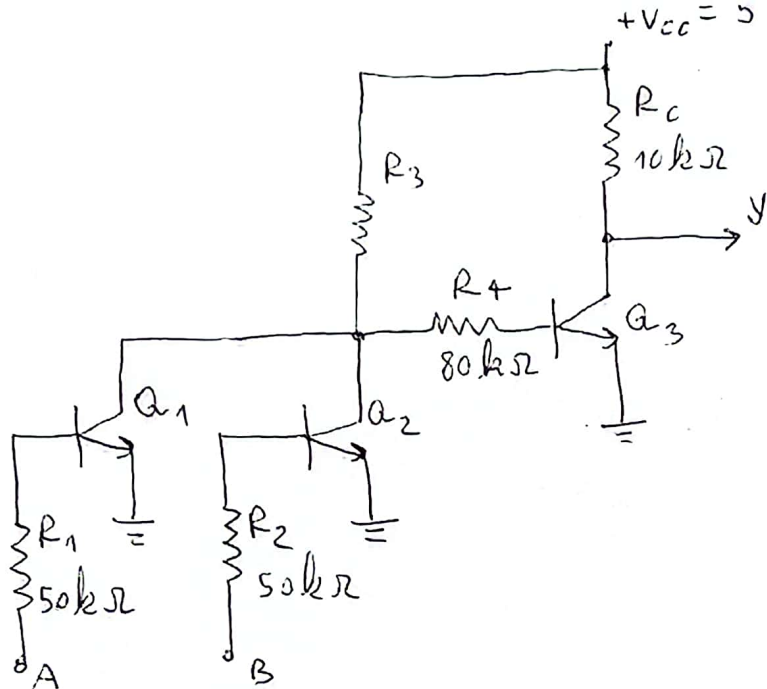 +Vcc = 5
Rc
10kΩ
R3
y
R4
80kΩ
Q3
Q1
Q2
R1
50kΩ
R2
50kΩ
A
B